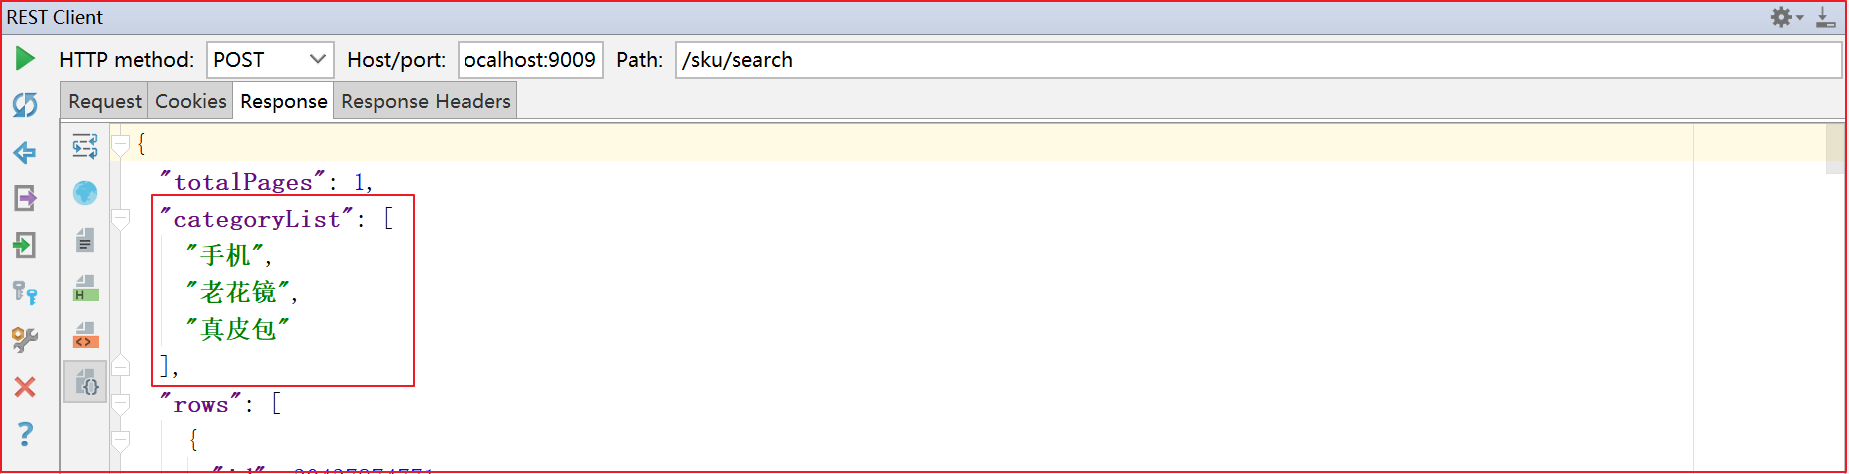 REST Client
HTTP method: POST Host/port: ocalhost:9009 Path: /sku/search
Request Cookies Response Response Headers
{
"totalPages": 1,
"categoryList": [
"手机",
"老花镜",
"真皮包"
],
"rows": [
{